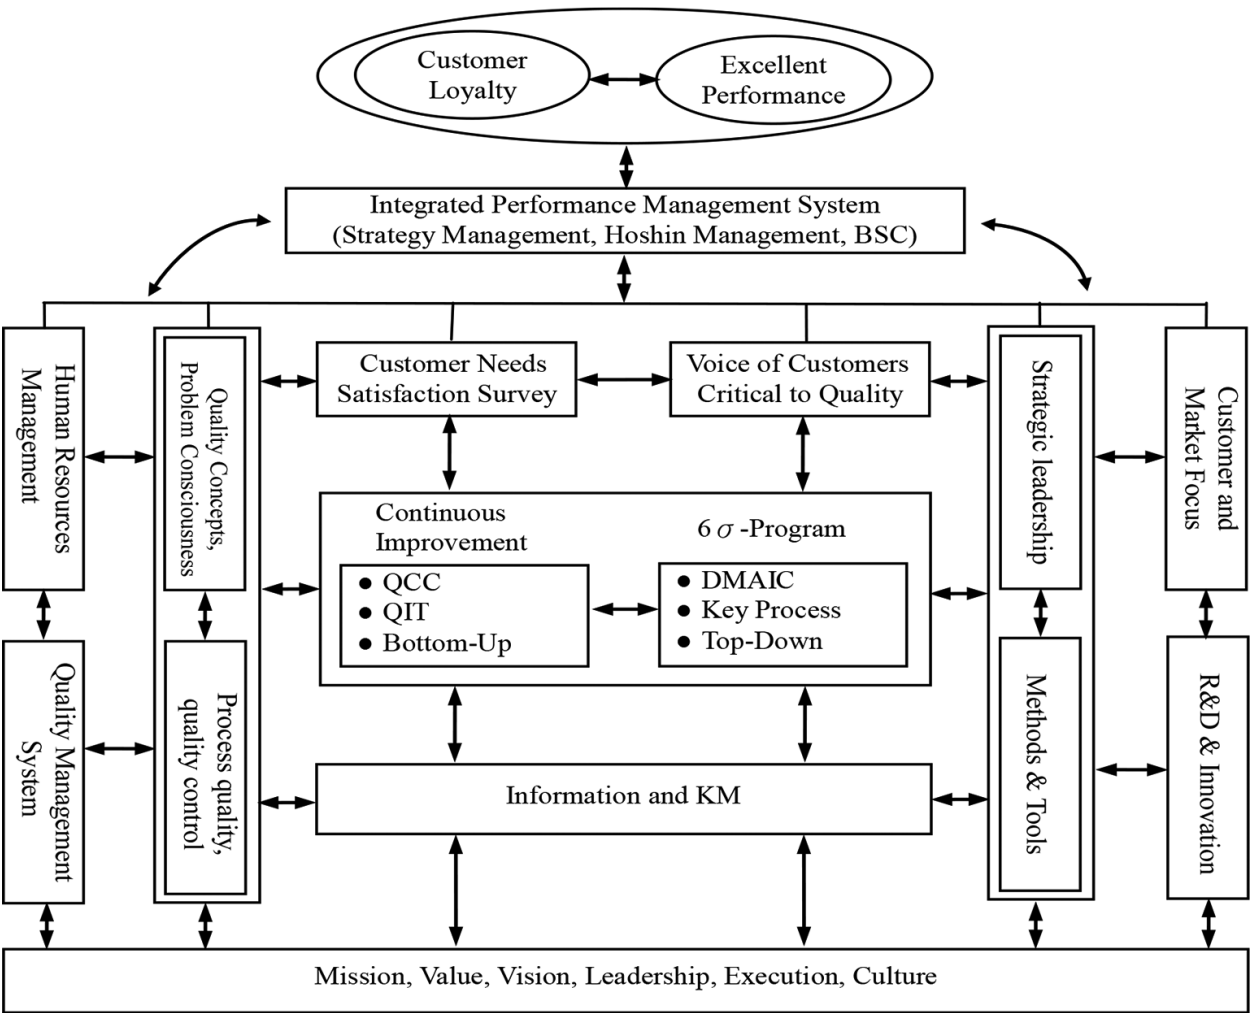 Customer
Loyalty
Excellent
Performance
Integrated Performance Management System
(Strategy Management, Hoshin Management, BSC)
Human Resources
Management
Quality Concepts,
Problem Consciousness
Customer Needs
Satisfaction Survey
Voice of Customers
Critical to Quality
Strategic leadership
Customer and
Market Focus
Continuous
Improvement
6 σ -Program
● QCC
● QIT
● Bottom-Up
● DMAIC
● Key Process
● Top-Down
Quality Management
System
Process quality,
quality control
Information and KM
Methods & Tools
R&D & Innovation
Mission, Value, Vision, Leadership, Execution, Culture